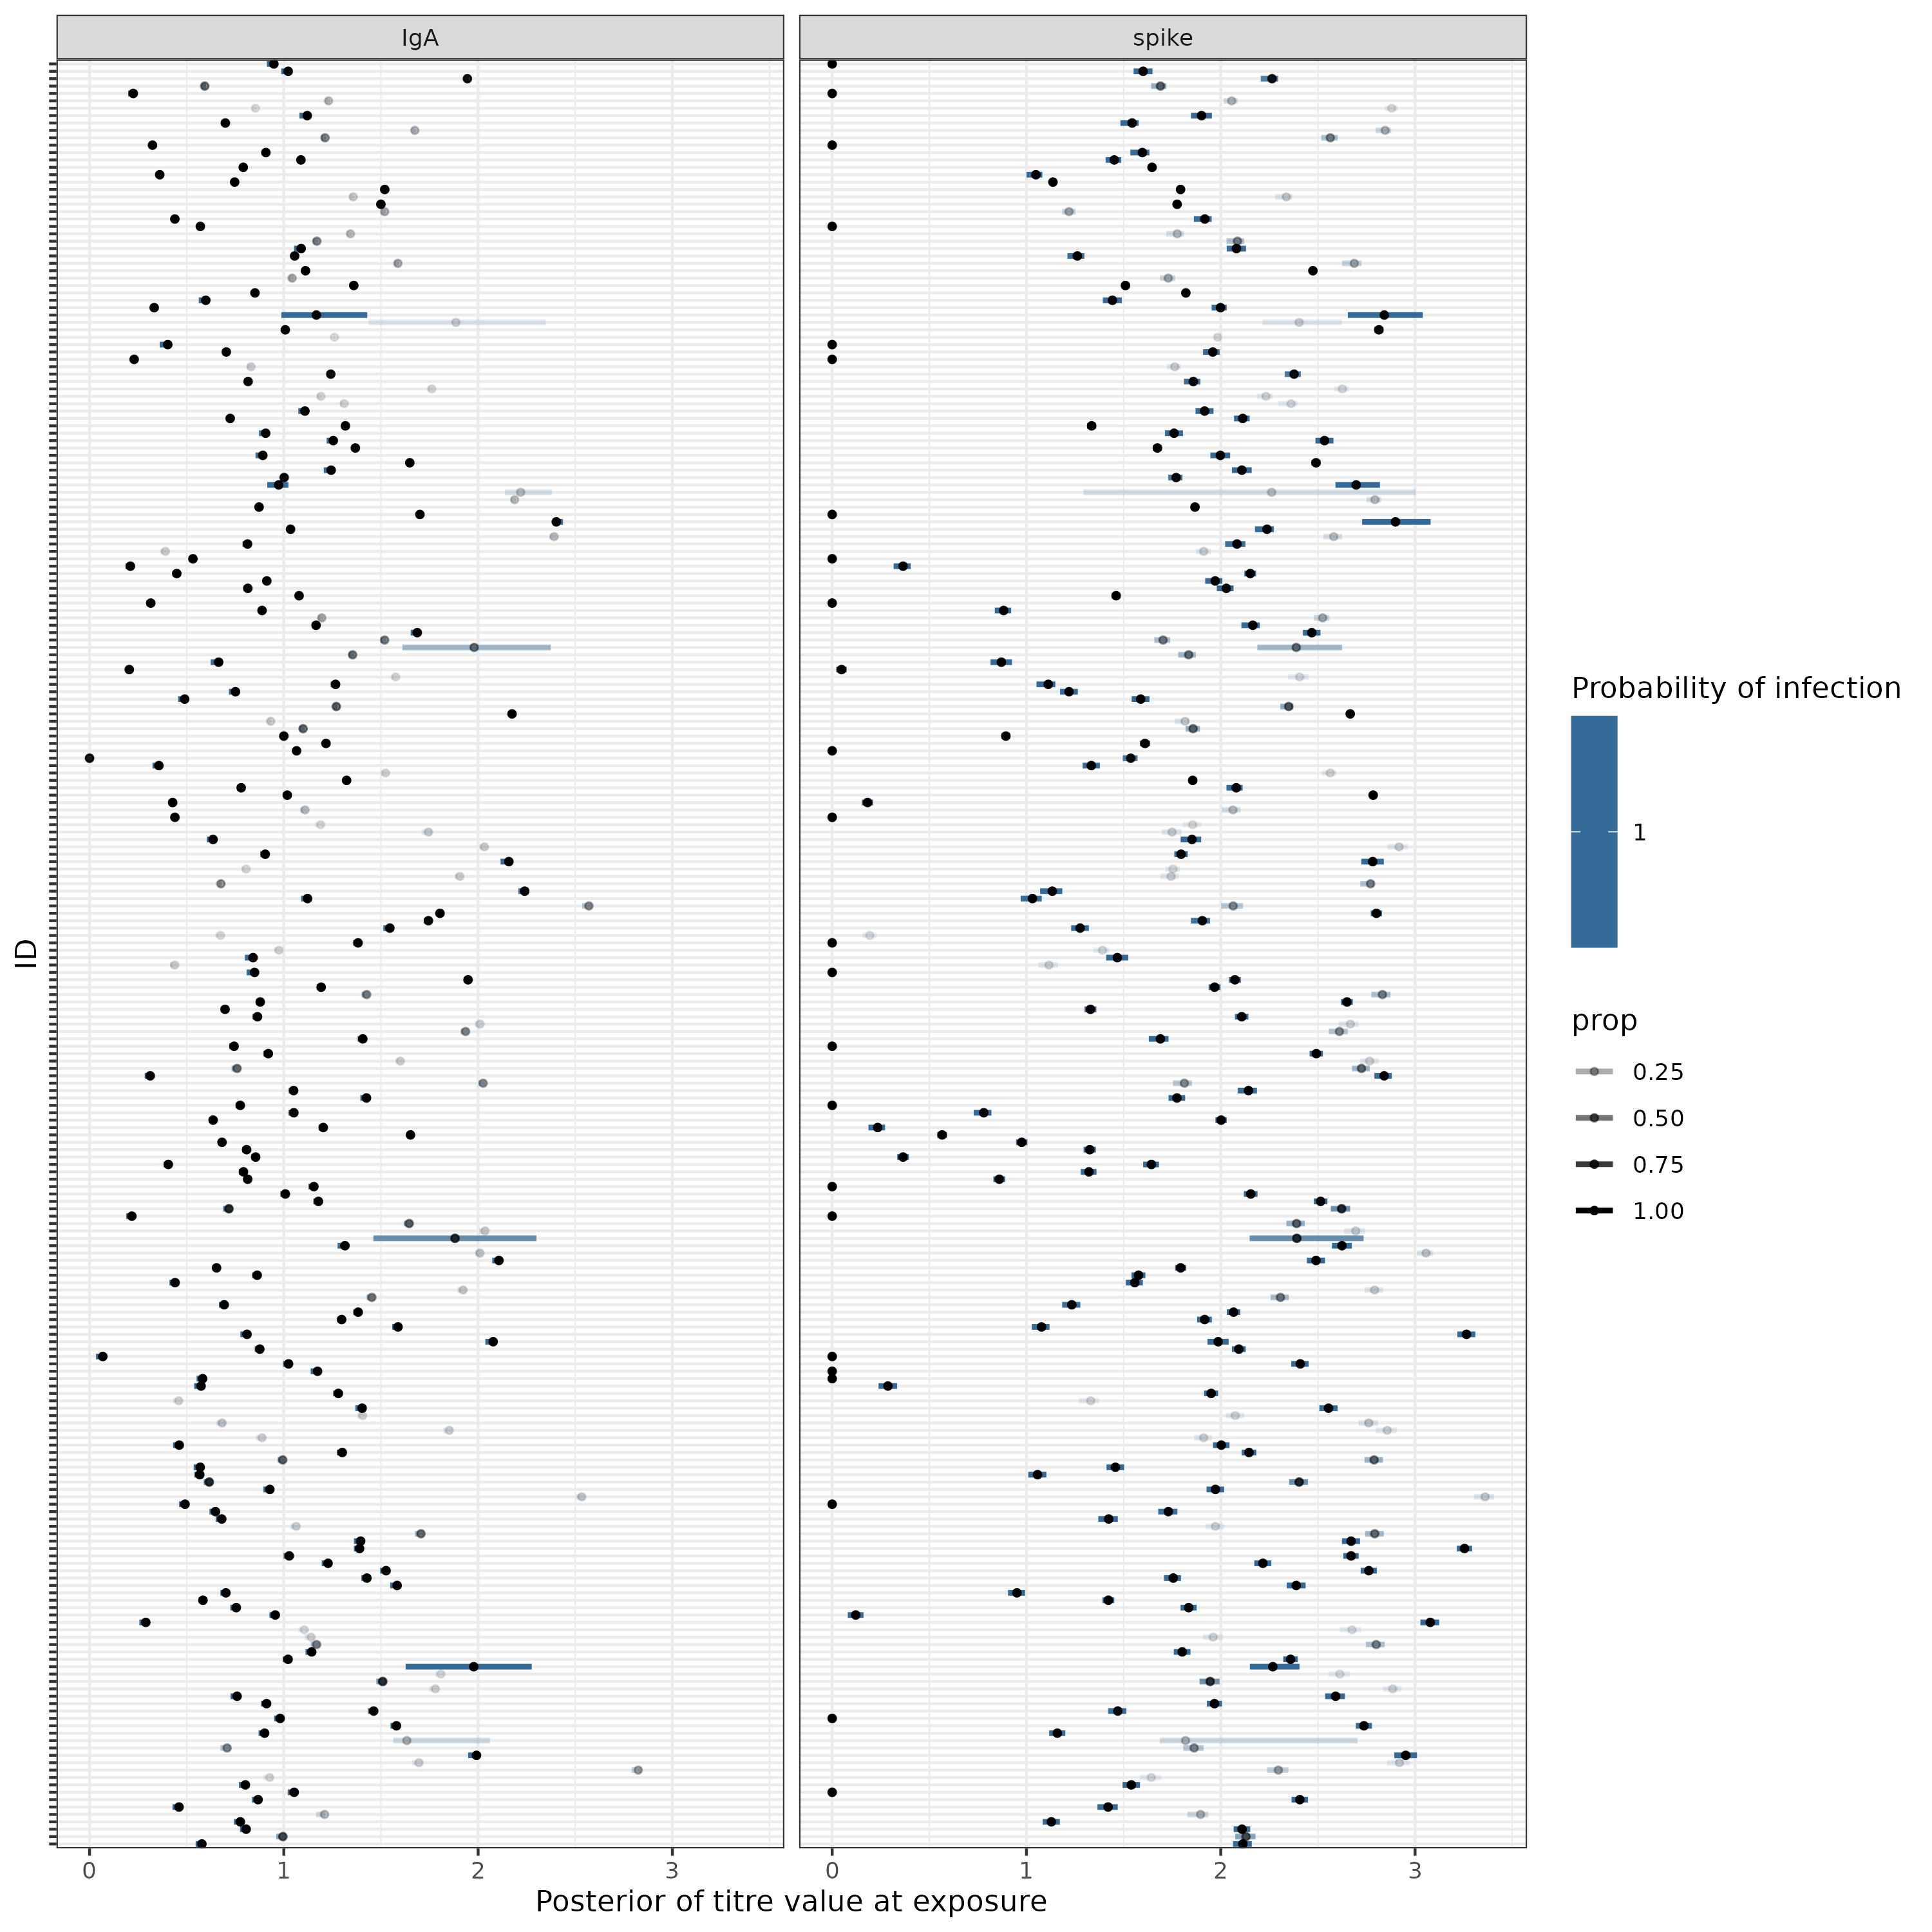 IgA
spike
ID
0
1
2
3
0
1
2
3
Posterior of titre value at exposure
Probability of infection
1
prop
0.25
0.50
0.75
1.00